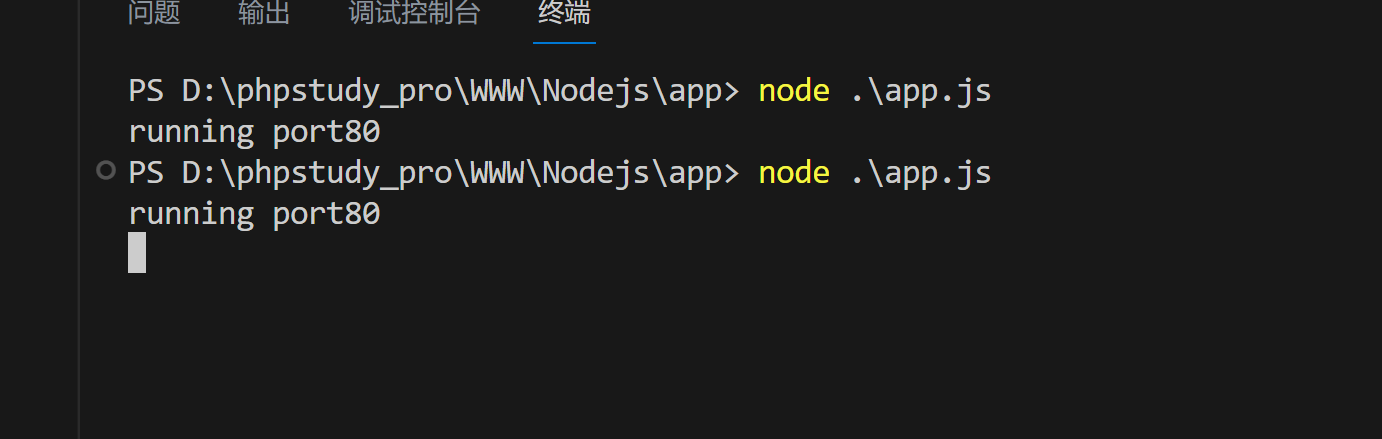 问题 输出 调试控制台 终端
PS D:\phpstudy_pro\WWW\Nodejs\app> node .\app.js
running port80
PS D:\phpstudy_pro\WWW\Nodejs\app> node .\app.js
running port80